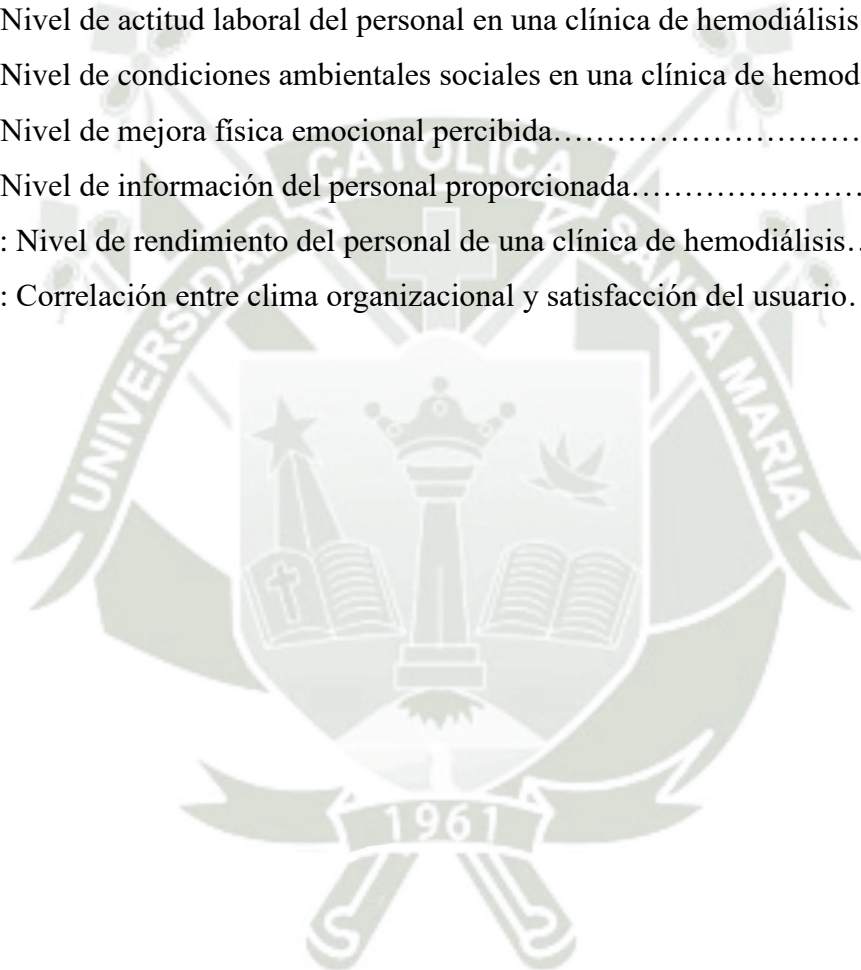 Nivel de actitud laboral del personal en una clínica de hemodiálisis
Nivel de condiciones ambientales sociales en una clínica de
Nivel de mejora física emocional percibida……………………………
Nivel de información del personal proporcionada……………………
: Nivel de rendimiento del personal de una clínica de hemodiálisis…
: Correlación entre clima organizacional y satisfacción del usuario…
UNIVERSIDAD CATOLICA SANTA MARIA
1961